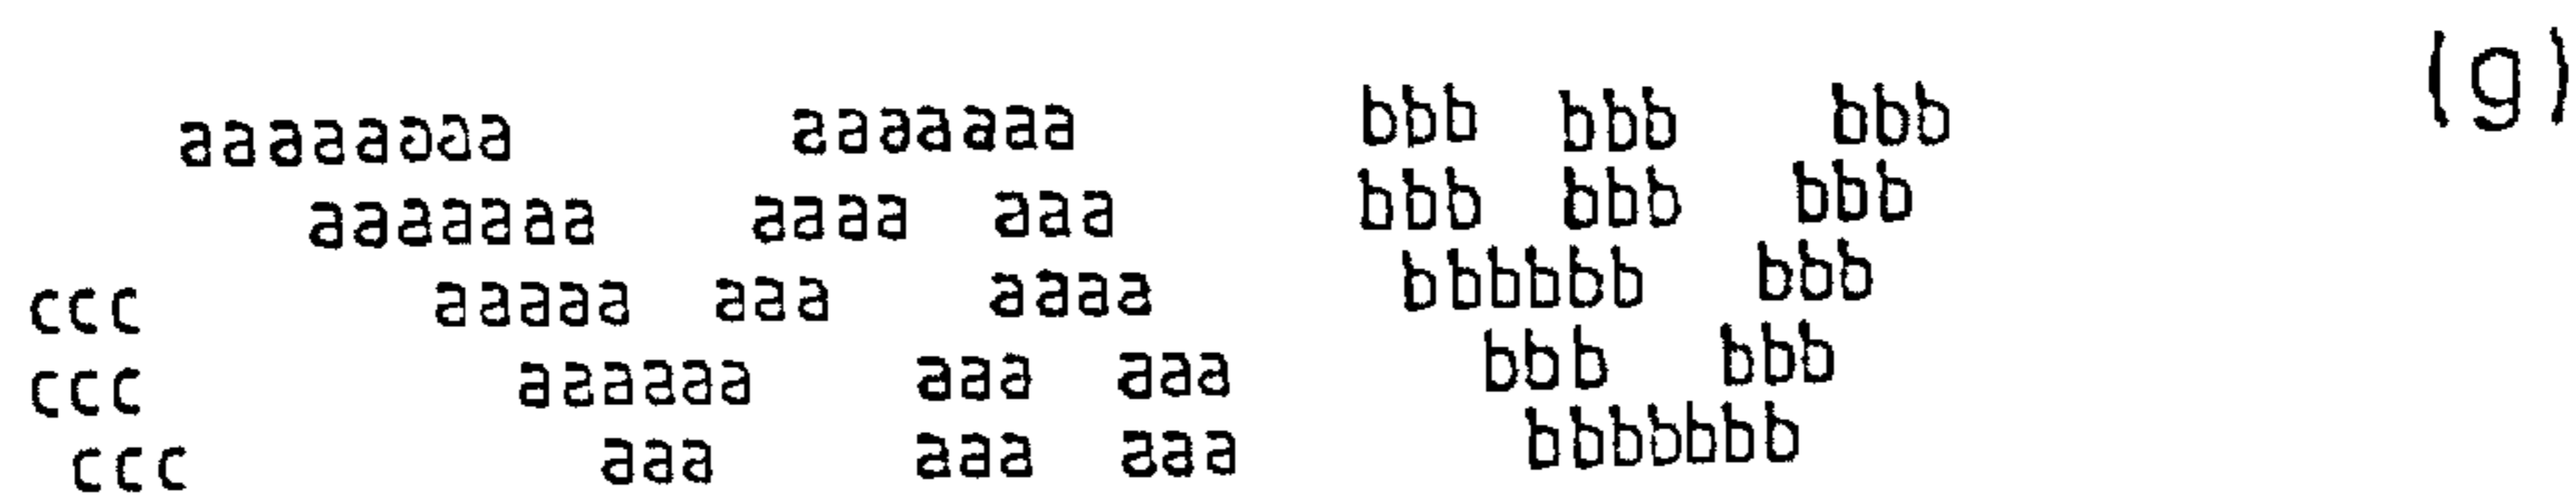 (g)
aaaaaaaa aaaaaaa bbb bbb bbb
aaaaaaa aaaa aaa bbb bbb bbb
ccc aaaaa aaa aaaa bbbbbb bbb
ccc aaaaaa aaa aaa bbb bbb
ccc aaa aaa aaa bbbbbbb